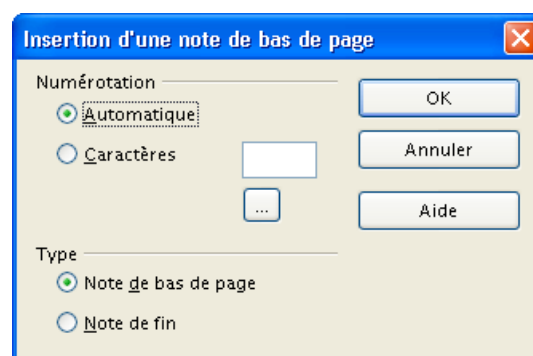 Insertion d'une note de bas de page
Numérotation
Automatique
OK
Caractères
Annuler
...
Aide
Type
Note de bas de page
Note de fin